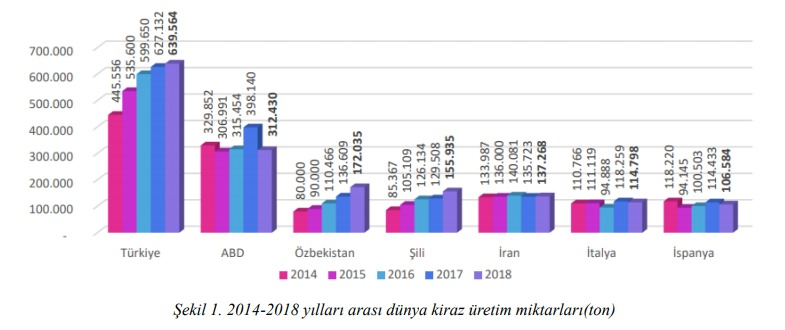 700.000
600.000
500.000
400.000
300.000
200.000
100.000
-
445.556 535.600 599.650 627.132 639.564
329.852 306.991 315.454 398.140 312.430
80.000 90.000 110.466 136.609 172.035
85.367 105.109 126.134 129.508 155.935
133.987 136.000 140.081 135.723 137.268
110.766 111.119 94.888 118.259 114.798
118.220 94.145 100.503 114.433 106.584
Türkiye ABD Özbekistan Şili İran İtalya İspanya
2014 2015 2016 2017 2018
Şekil 1. 2014-2018 yılları arası dünya kiraz üretim miktarları(ton)